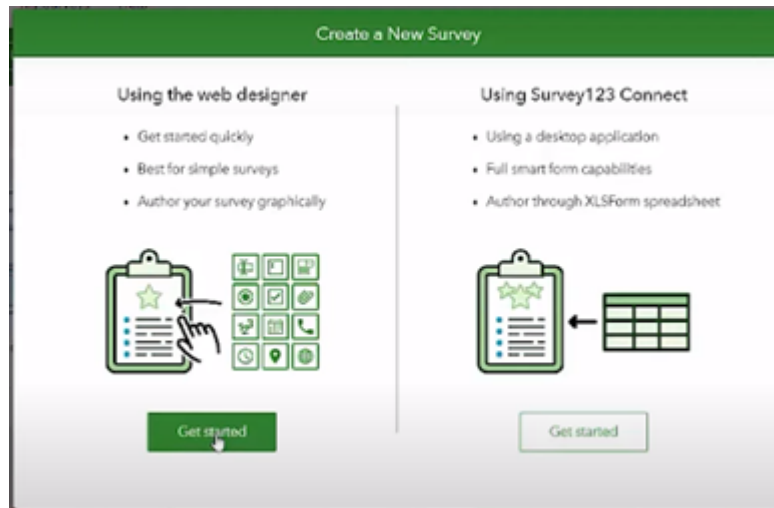 Create a New Survey
Using the web designer
• Get started quickly
• Best for simple surveys
• Author your survey graphically
Get started
Using Survey123 Connect
• Using a desktop application
• Full smart form capabilities
• Author through XLSForm spreadsheet
Get started